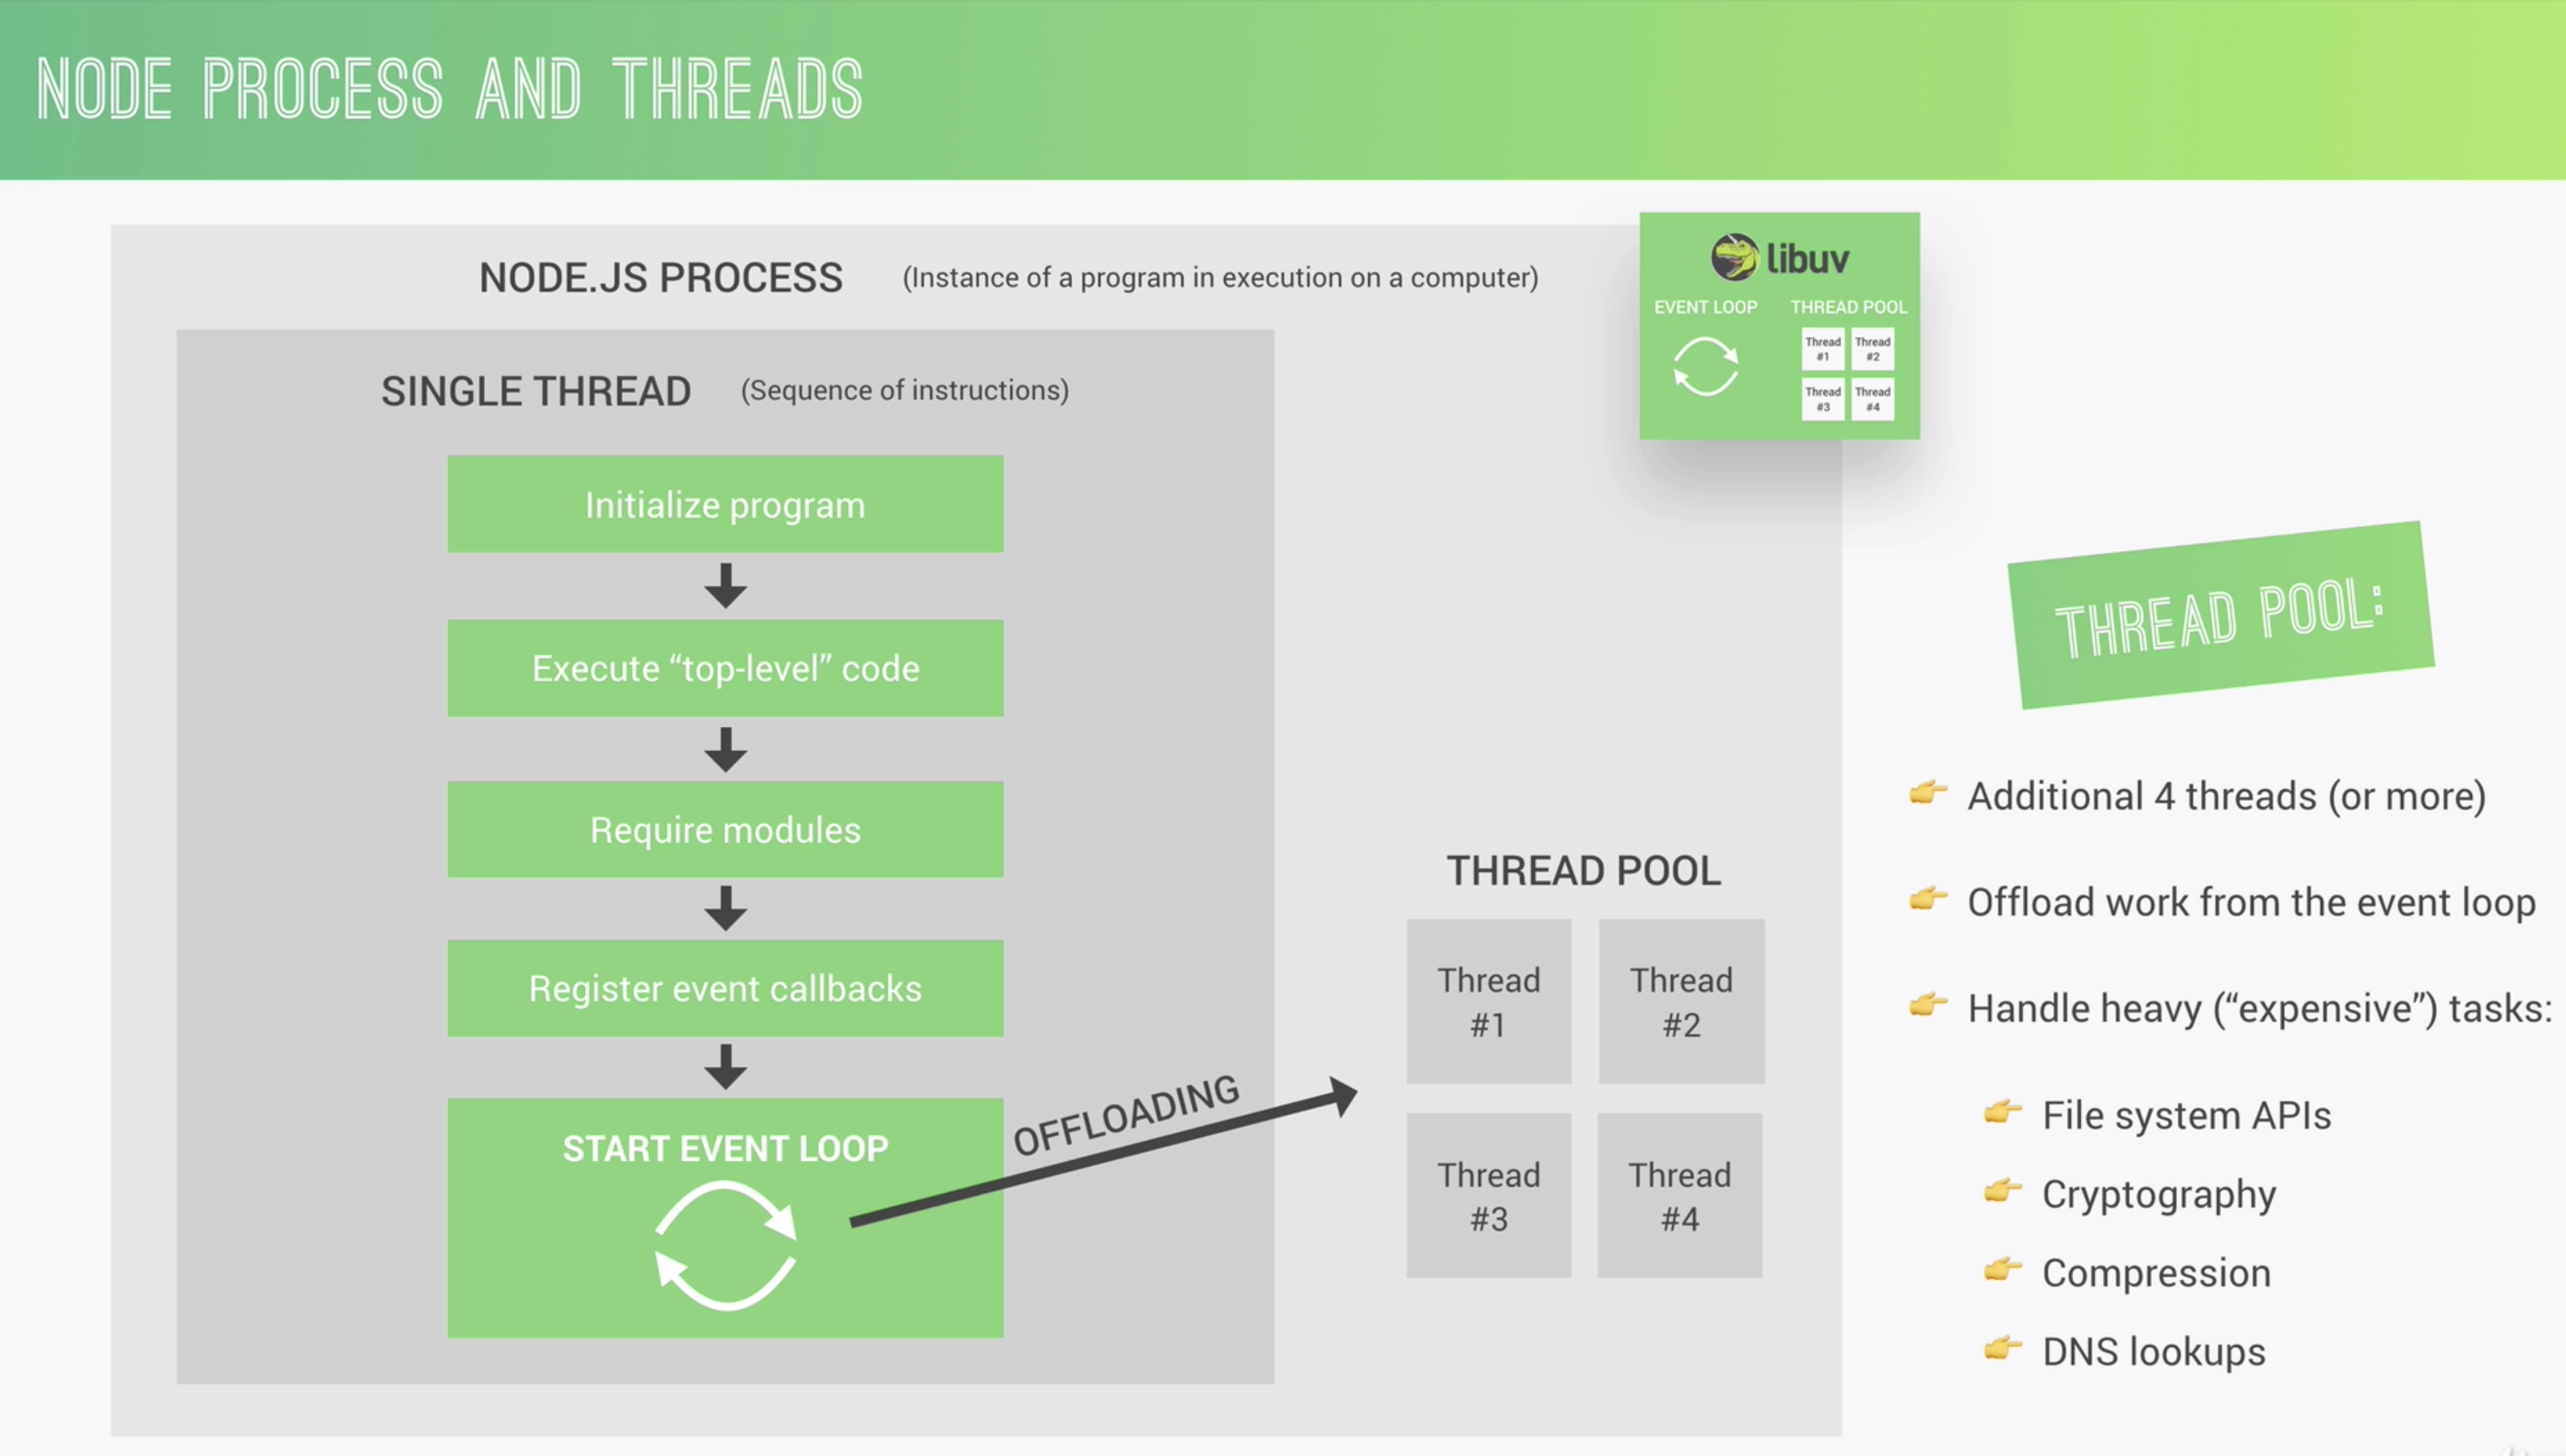 NODE PROCESS AND THREADS
NODE.JS PROCESS (Instance of a program in execution on a computer)
libuv
EVENT LOOP THREAD POOL
Thread #1
Thread #2
Thread #3
Thread #4
SINGLE THREAD (Sequence of instructions)
Initialize program
Execute “top-level” code
Require modules
Register event callbacks
START EVENT LOOP
OFFLOADING
THREAD POOL
Thread
#1
Thread
#2
Thread
#3
Thread
#4
THREAD POOL:
Additional 4 threads (or more)
Offload work from the event loop
Handle heavy (“expensive”) tasks:
File system APIs
Cryptography
Compression
DNS lookups